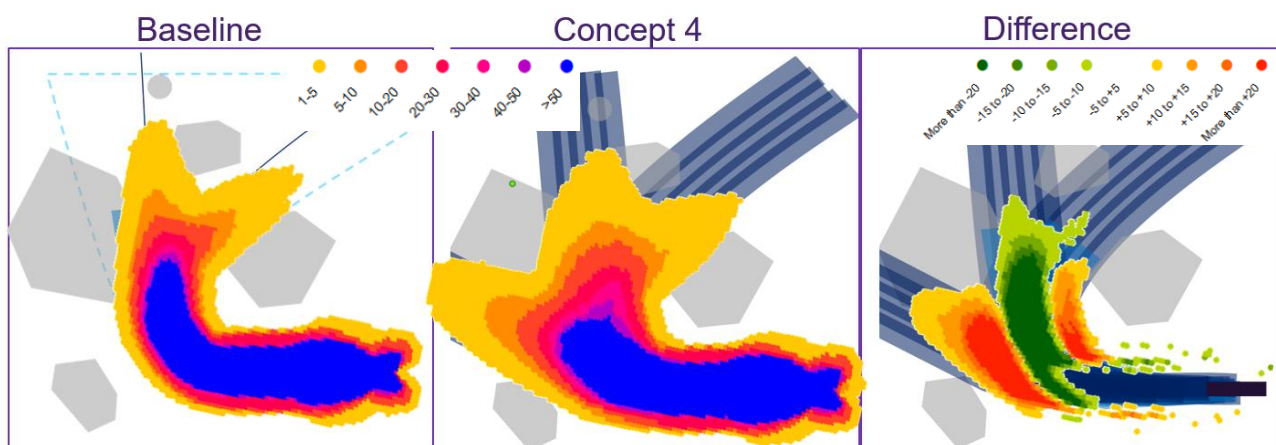 Baseline
Concept 4
Difference
1-5
5-10
10-20
20-30
30-40
40-50
>50
More than -20
-15 to -20
-10 to -15
-5 to -10
-5 to +5
+5 to +10
+10 to +15
+15 to +20
More than +20